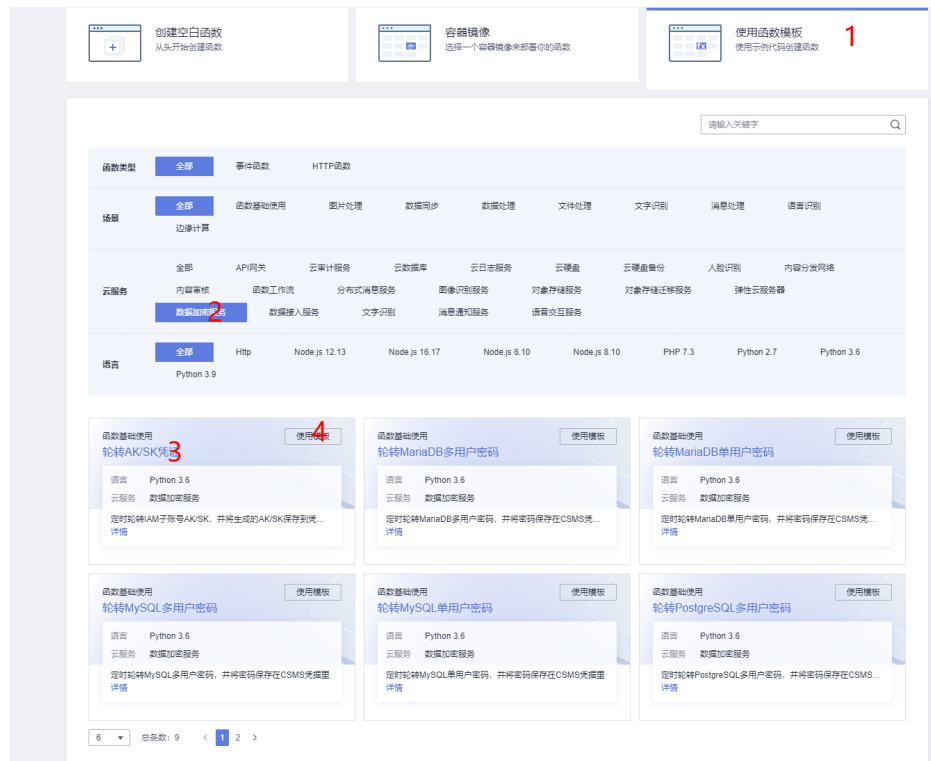 创建空白函数
从头开始创建函数
容器镜像
选择一个容器镜像来部署你的函数
使用函数模板
使用示例代码创建函数
1
请输入关键字
函数类型 全部 事件函数 HTTP函数
场景 全部 函数基础使用 图片处理 数据同步 数据处理 文件处理 文字识别 消息处理 语言识别
边缘计算
全部 API网关 云审计服务 云数据库 云日志服务 云硬盘 云硬盘备份 人脸识别 内容分发网络
云服务 内容审核 函数工作流 分布式消息服务 图像识别服务 对象存储服务 对象存储迁移服务 弹性云服务器
数据加密服务 2 数据接入服务 文字识别 消息通知服务 语音交互服务
语言 全部 Http Node.js 12.13 Node.js 16.17 Node.js 6.10 Node.js 8.10 PHP 7.3 Python 2.7 Python 3.6
Python 3.9
函数基础使用 使用模板 4
轮转AK/SK凭证 3
语言 Python 3.6
云服务 数据加密服务
定时轮转IAM子账号AK/SK，并将生成的AK/SK保存到凭...
详情
函数基础使用 使用模板
轮转MariaDB多用户密码
语言 Python 3.6
云服务 数据加密服务
定时轮转MariaDB多用户密码，并将密码保存在CSMS凭...
详情
函数基础使用 使用模板
轮转MariaDB单用户密码
语言 Python 3.6
云服务 数据加密服务
定时轮转MariaDB单用户密码，并将密码保存在CSMS凭...
详情
函数基础使用 使用模板
轮转MySQL多用户密码
语言 Python 3.6
云服务 数据加密服务
定时轮转MySQL多用户密码，并将密码保存在CSMS凭据里
详情
函数基础使用 使用模板
轮转MySQL单用户密码
语言 Python 3.6
云服务 数据加密服务
定时轮转MySQL单用户密码，并将密码保存在CSMS凭据里
详情
函数基础使用 使用模板
轮转PostgreSQL多用户密码
语言 Python 3.6
云服务 数据加密服务
定时轮转PostgreSQL多用户密码，并将密码保存在CSMS...
详情
6 总条数：9 < 1 2 >